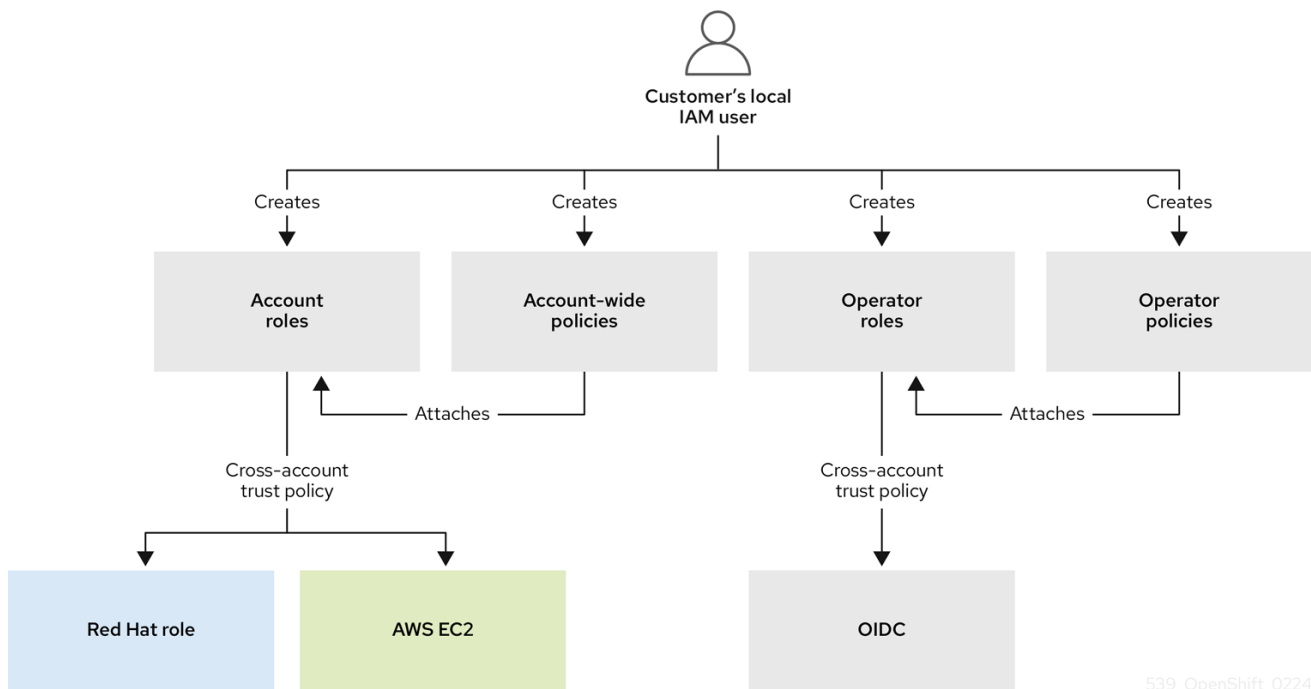 Customer’s local
IAM user
Creates
Creates
Creates
Creates
Account
roles
Account-wide
policies
Operator
roles
Operator
policies
Attaches
Attaches
Cross-account
trust policy
Cross-account
trust policy
Red Hat role
AWS EC2
OIDC
539_OpenShift_0224